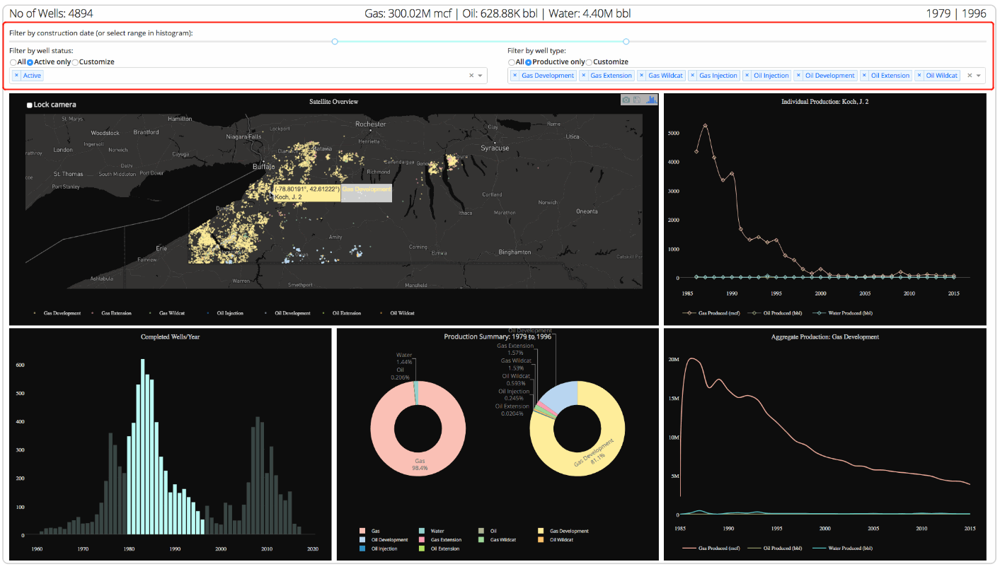 No of Wells: 4894
Gas: 300.02M mcf | Oil: 628.88K bbl | Water: 4.40M bbl
1979 | 1996
Filter by construction date (or select range in histogram):
Filter by well status:
All Active only Customize
× Active
Filter by well type:
All Productive only Customize
× Gas Development × Gas Extension × Gas Wildcat × Gas Injection × Oil Injection × Oil Development × Oil Extension × Oil Wildcat
Satellite Overview
Lock camera
St. Marys
Hamilton
Woodstock
Brantford
Ingersoll
London
Norwich
Cayuga
Delhi
St. Thomas
South Middleton
Port Dover
Port Stanley
Niagara Falls
Lockport
Rochester
Henrietta
Clay
Rome
Utica
Syracuse
Buffalo
Canandaigua
Richmond
(-78.80191°, 42.61222°)
Koch, J. 2
Gas Development
Cortland
Norwich
Oneonta
Ithaca
Marathon
Amity
Corning
Elmira
Binghamton
Erie
Fairview
Ashtabula
Warren
Smethport
Mansfield
Gas Development
Gas Extension
Gas Wildcat
Oil Injection
Oil Development
Oil Extension
Oil Wildcat
Individual Production: Koch, J. 2
5000
4000
3000
2000
1000
0
1985
1990
1995
2000
2005
2010
2015
Gas Produced (mcf)
Oil Produced (bbl)
Water Produced (bbl)
Completed Wells/Year
600
500
400
300
200
100
0
1960
1970
1980
1990
2000
2010
2020
Production Summary: 1979 to 1996
Water
1.44%
Oil
0.206%
Gas
98.4%
Oil Development
Gas Extension
1.57%
Gas Wildcat
1.53%
Oil Wildcat
0.593%
Oil Injection
0.245%
Oil Extension
0.0204%
Gas Development
81.1%
Gas
Water
Oil
Gas Development
Oil Development
Gas Extension
Gas Wildcat
Oil Wildcat
Oil Injection
Oil Extension
Aggregate Production: Gas Development
20M
15M
10M
5M
0
1985
1990
1995
2000
2005
2010
2015
Gas Produced (mcf)
Oil Produced (bbl)
Water Produced (bbl)